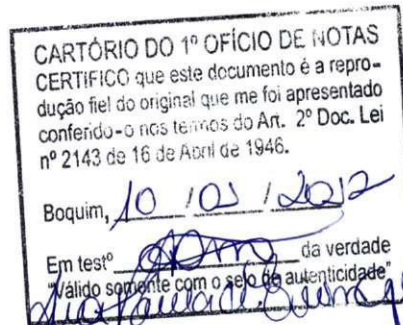 CARTÓRIO DO 1º OFÍCIO DE NOTAS
CERTIFICO que este documento é a repro-
dução fiel do original que me foi apresentado
conferido-o nos termos do Art. 2º Doc. Lei
nº 2143 de 16 de Abril de 1946.
Boquim, 10 / 01 / 2012
Em testº da verdade
"Válido somente com o selo de autenticidade"